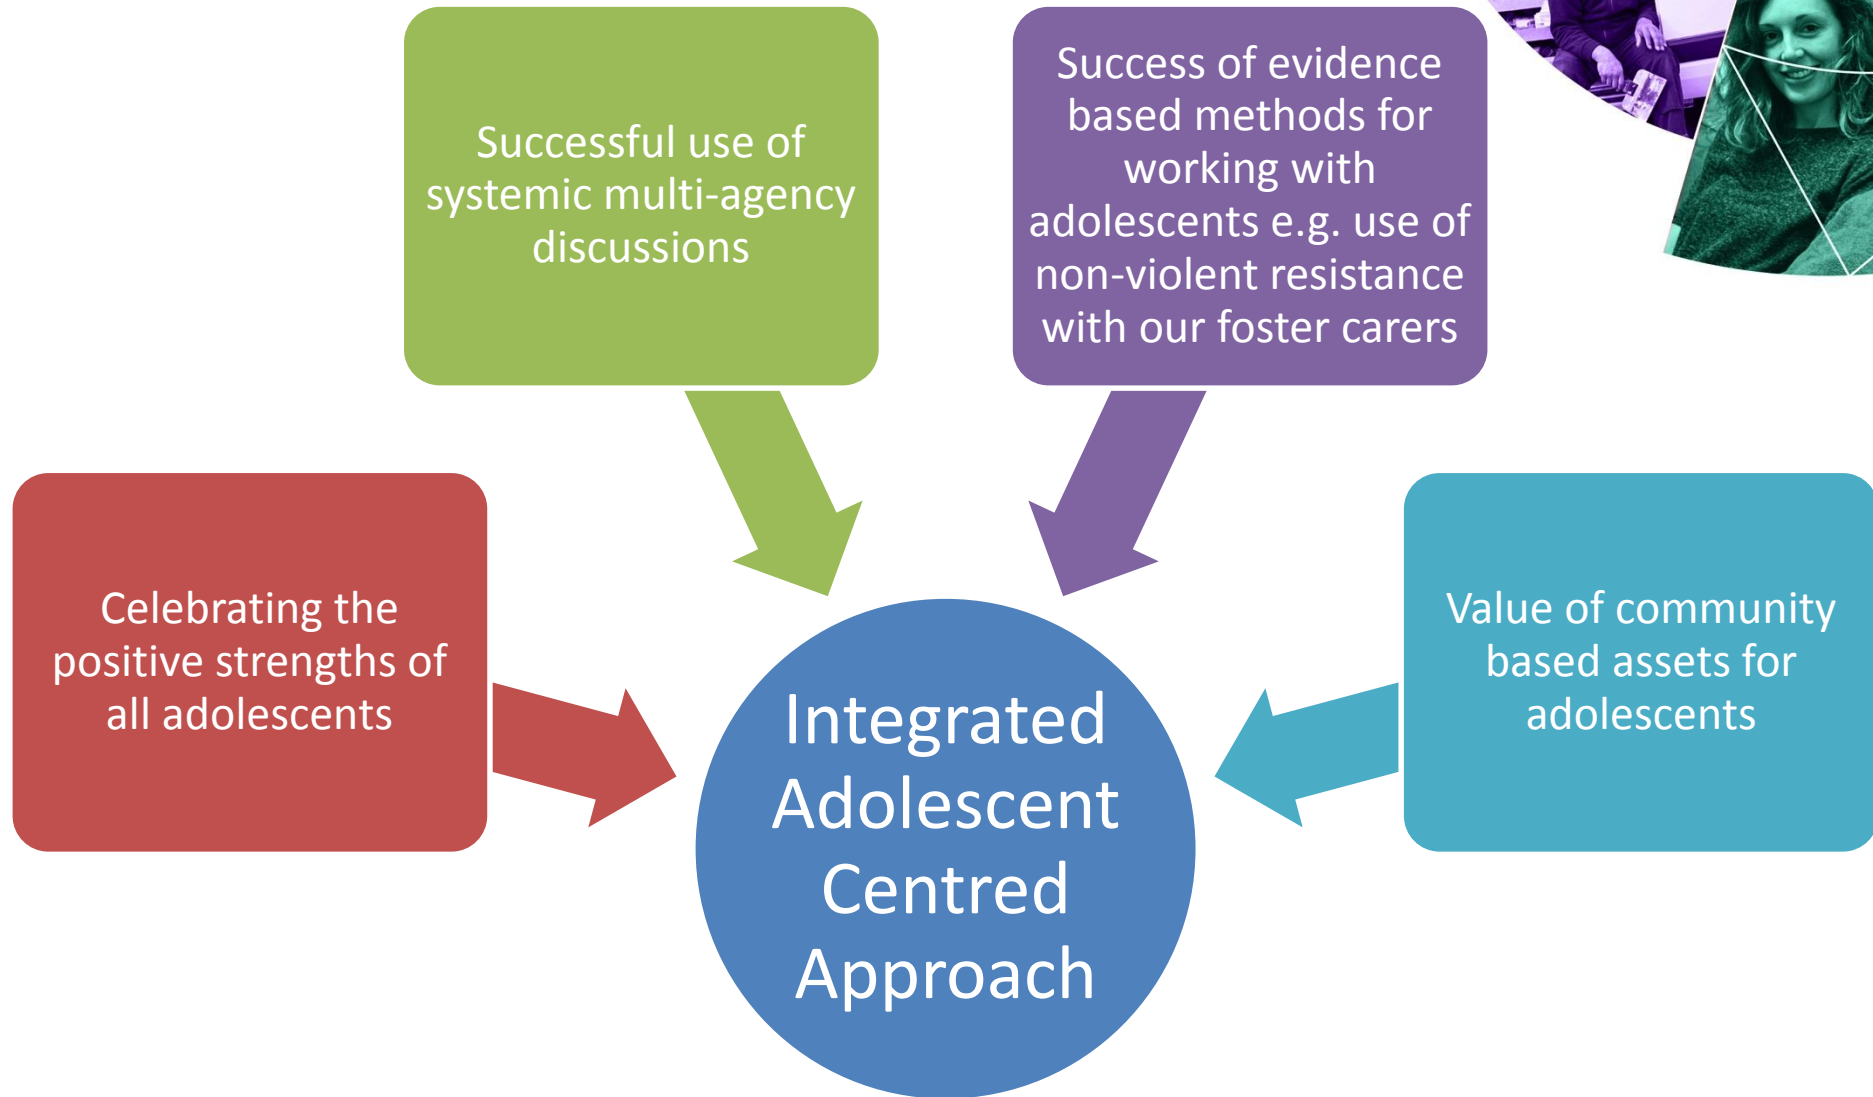 Successful use of
systemic multi-agency
discussions
Success of evidence
based methods for
working with
adolescents e.g. use of
non-violent resistance
with our foster carers
Celebrating the
positive strengths of
all adolescents
Value of community
based assets for
adolescents
Integrated
Adolescent
Centred
Approach